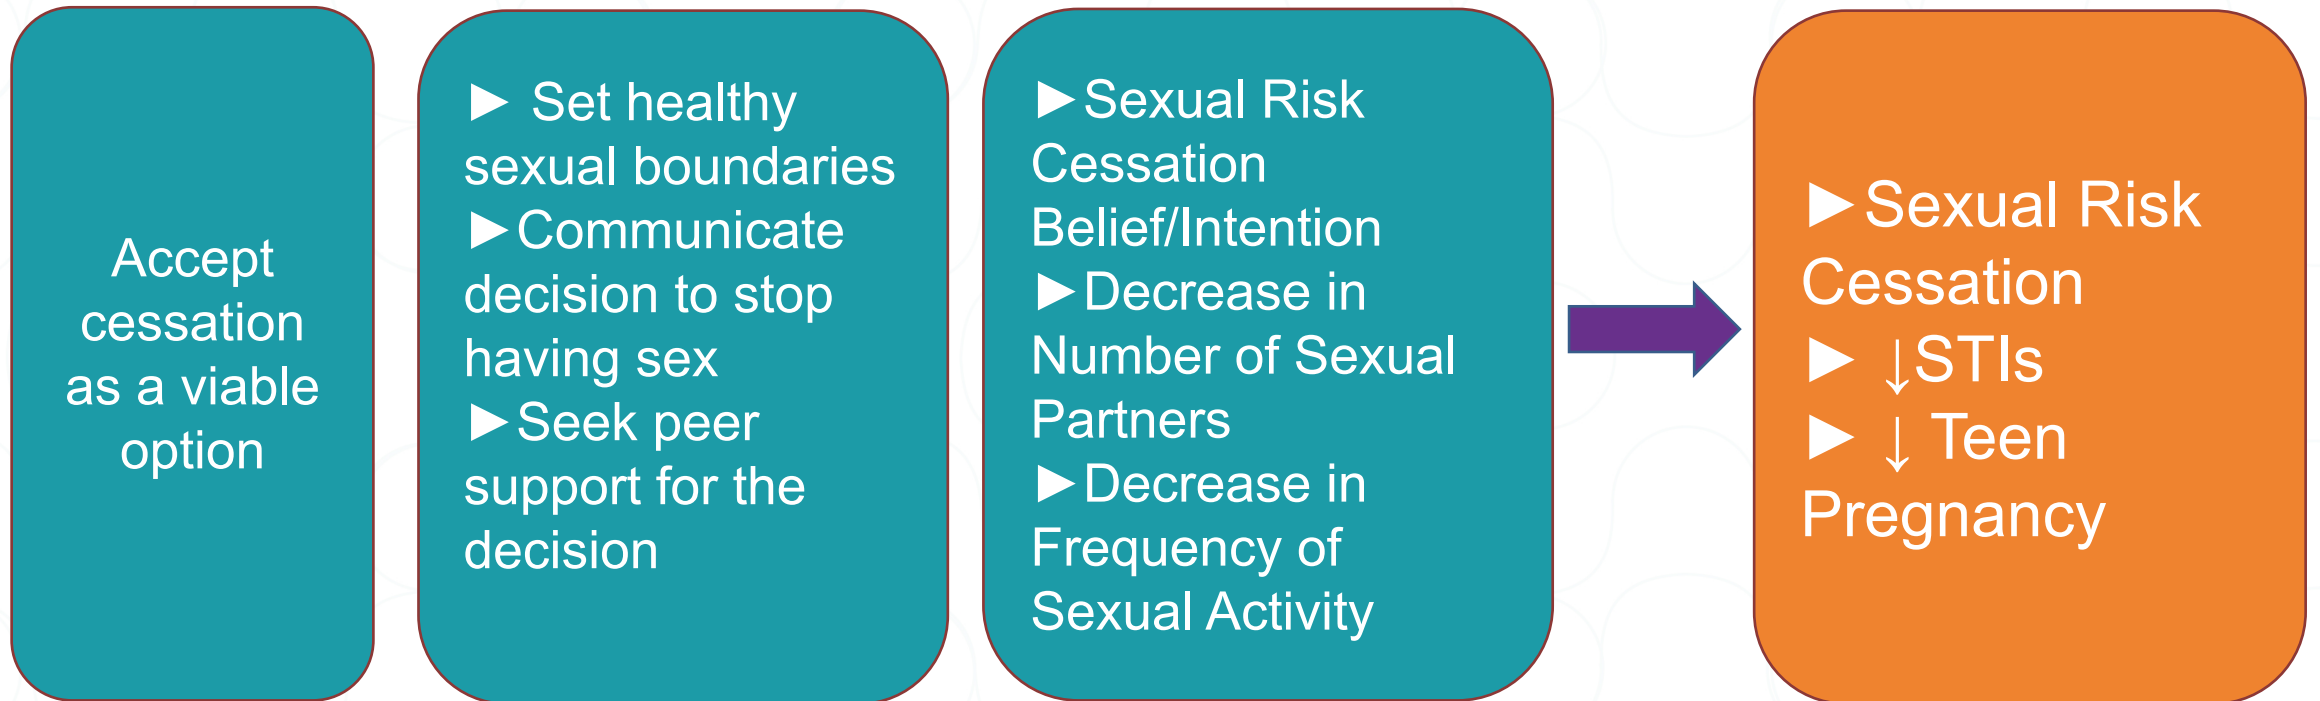 Accept
cessation
as a viable
option
► Set healthy
sexual boundaries
►Communicate
decision to stop
having sex
►Seek peer
support for the
decision
►Sexual Risk
Cessation
Belief/Intention
►Decrease in
Number of Sexual
Partners
►Decrease in
Frequency of
Sexual Activity
►Sexual Risk
Cessation
► ↓STIs
► ↓ Teen
Pregnancy